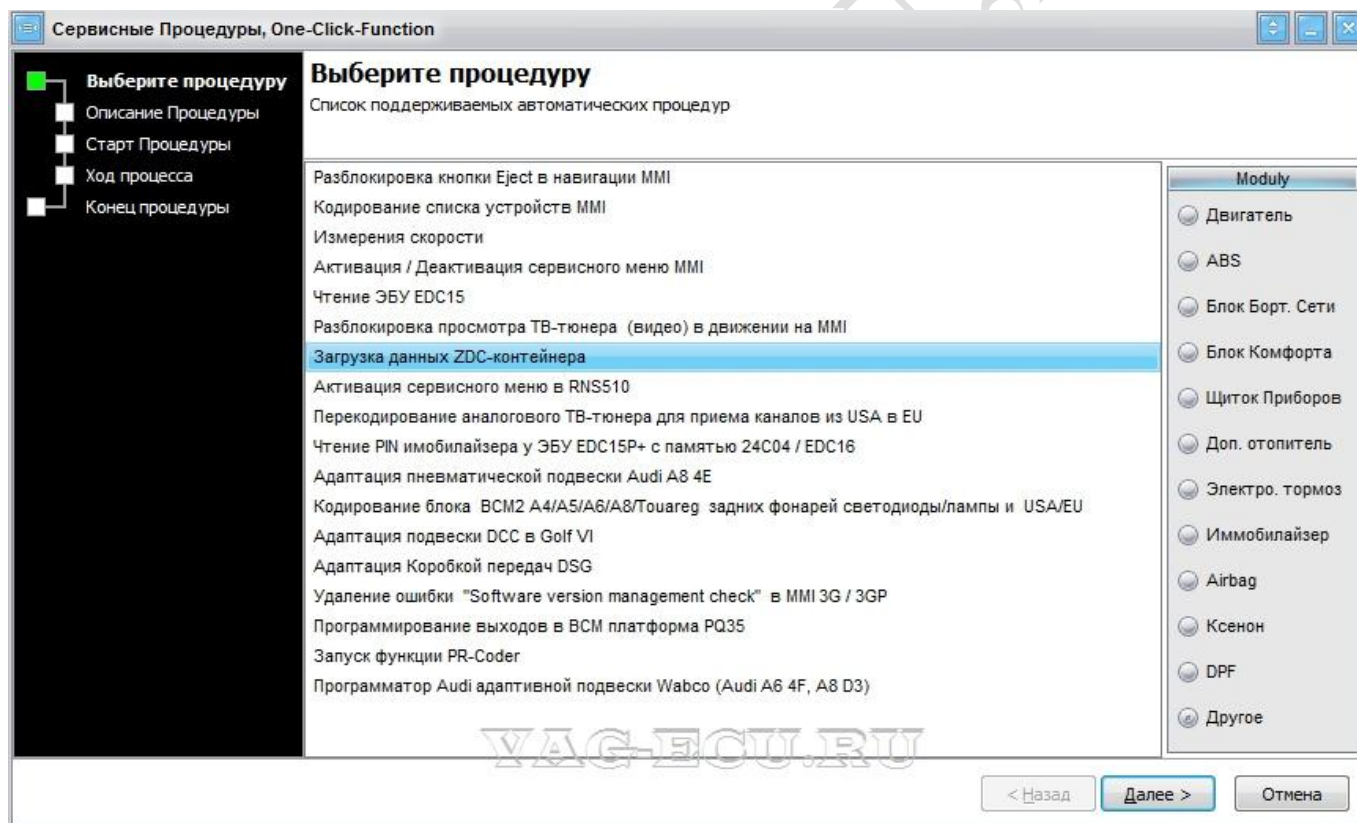 Сервисные Процедуры, One-Click-Function
Выберите процедуру
Описание Процедуры
Старт Процедуры
Ход процесса
Конец процедуры
Выберите процедуру
Список поддерживаемых автоматических процедур
Разблокировка кнопки Eject в навигации MMI
Кодирование списка устройств MMI
Измерения скорости
Активация / Деактивация сервисного меню MMI
Чтение ЭБУ EDC15
Разблокировка просмотра ТВ-тюнера (видео) в движении на MMI
Загрузка данных ZDC-контейнера
Активация сервисного меню в RNS510
Перекодирование аналогового ТВ-тюнера для приема каналов из USA в EU
Чтение PIN имобилайзера у ЭБУ EDC15P+ с памятью 24C04 / EDC16
Адаптация пневматической подвески Audi A8 4E
Кодирование блока BCM2 A4/A5/A6/A8/Touareg задних фонарей светодиоды/лампы и USA/EU
Адаптация подвески DCC в Golf VI
Адаптация Коробкой передач DSG
Удаление ошибки "Software version management check" в MMI 3G / 3GP
Программирование выходов в BCM платформа PQ35
Запуск функции PR-Coder
Программатор Audi адаптивной подвески Wabco (Audi A6 4F, A8 D3)
Moduly
Двигатель
ABS
Блок Борт. Сети
Блок Комфорта
Щиток Приборов
Доп. отопитель
Электро. тормоз
Иммобилайзер
Airbag
Ксенон
DPF
Другое
VAG-ECU.RU
< Назад
Далее >
Отмена